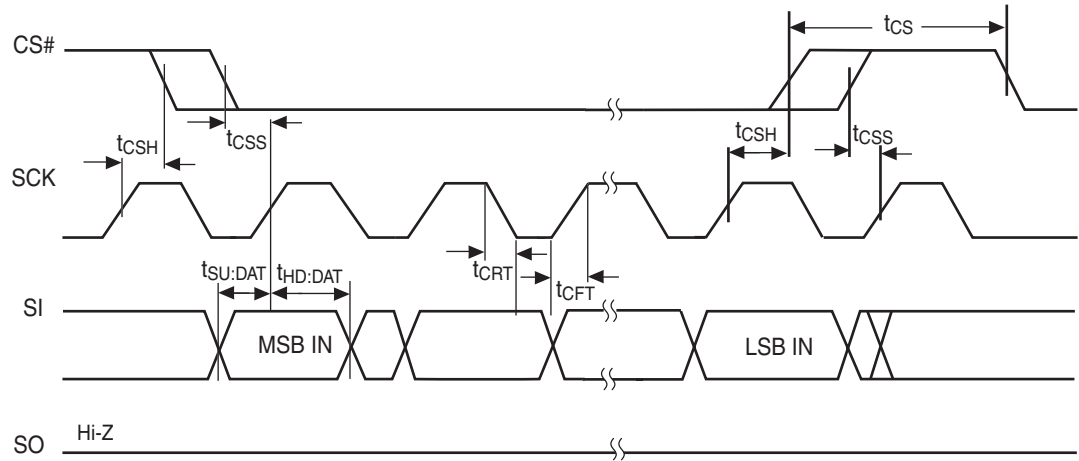 CS#
tCS
tCSH
tCSS
tCSH
tCSS
SCK
tSU:DAT
tHD:DAT
tCRT
tCFT
SI
MSB IN
LSB IN
SO
Hi-Z